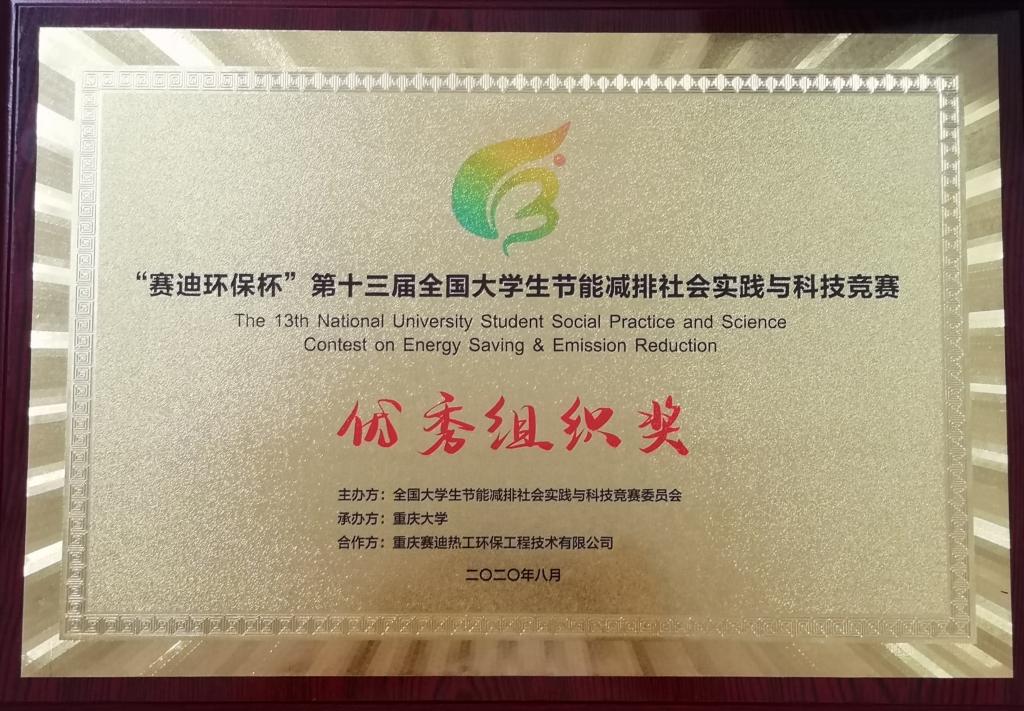 “赛迪环保杯”第十三届全国大学生节能减排社会实践与科技竞赛
The 13th National University Student Social Practice and Science
Contest on Energy Saving & Emission Reduction
优秀组织奖
主办方：全国大学生节能减排社会实践与科技竞赛委员会
承办方：重庆大学
合作方：重庆赛迪热工环保工程技术有限公司
二〇二〇年八月